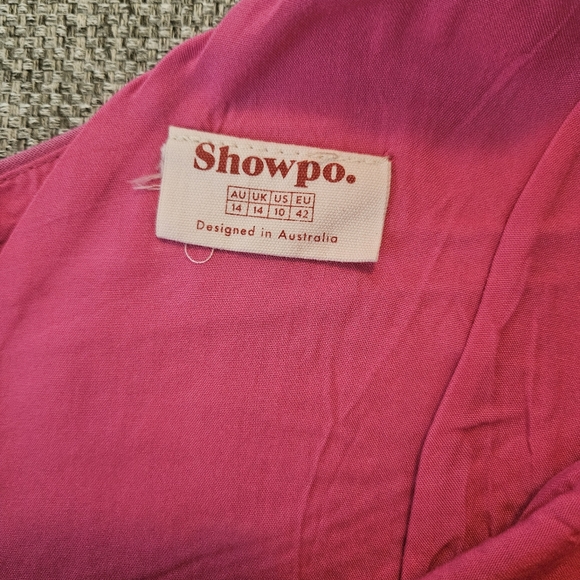 Showpo.
AU UK US EU
14 14 10 42
Designed in Australia